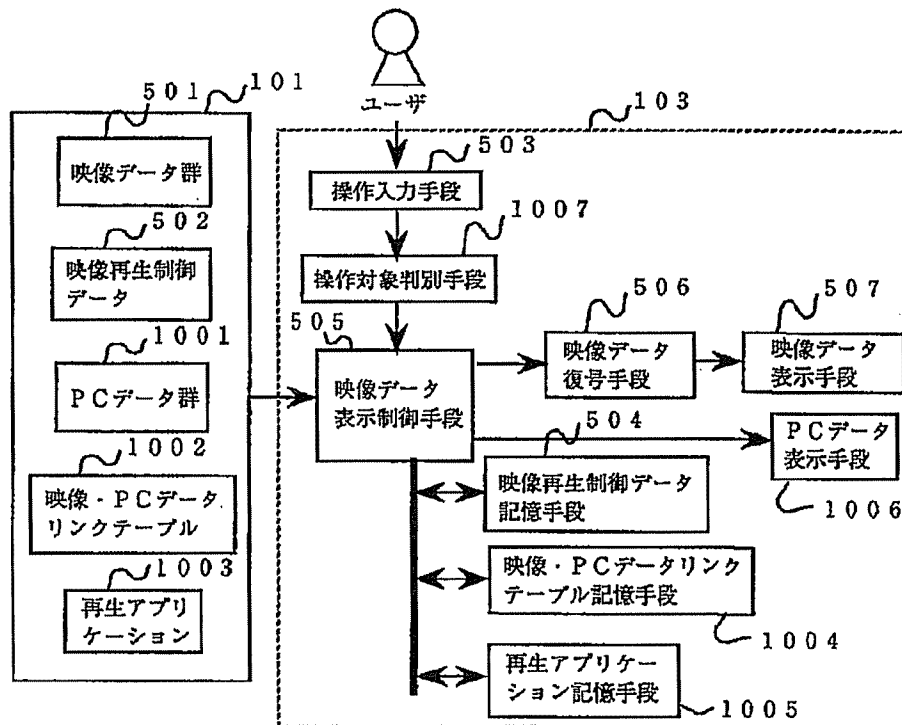 ユーザ
101
501
映像データ群
502
映像再生制御
データ
1001
PCデータ群
1002
映像・PCデータ
リンクテーブル
1003
再生アプリ
ケーション
103
503
操作入力手段
1007
操作対象判別手段
505
映像データ
表示制御手段
506
映像データ
復号手段
507
映像データ
表示手段
504
映像再生制御データ
記憶手段
PCデータ
表示手段
1006
映像・PCデータリンク
テーブル記憶手段
1004
再生アプリケー
ション記憶手段
1005